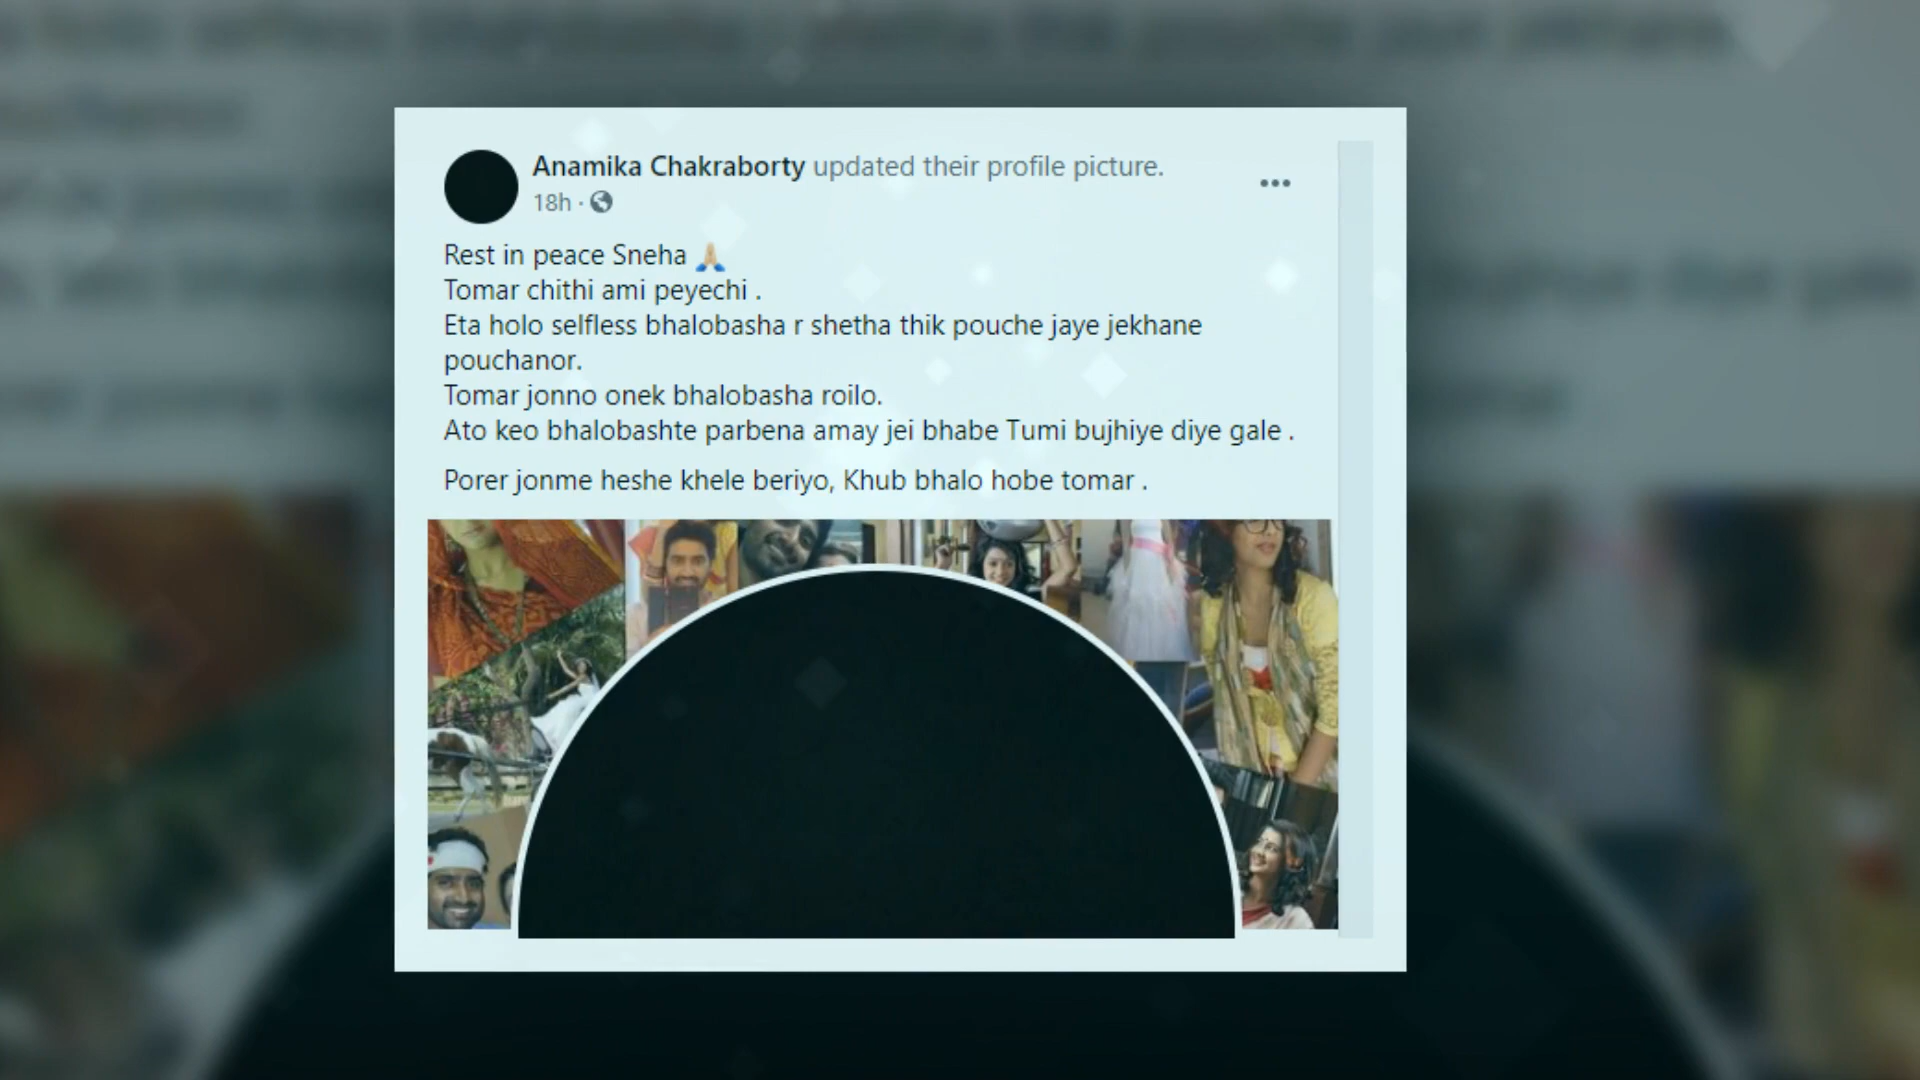 Anamika Chakraborty updated their profile picture.
18h ·
Rest in peace Sneha 🙏
Tomar chithi ami peyechi .
Eta holo selfless bhalobasha r shetha thik pouche jaye jekhane
pouchanor.
Tomar jonno onek bhalobasha roilo.
Ato keo bhalobashte parbena amay jei bhabe Tumi bujhiye diye gale .
Porer jonme heshe khele beriyo, Khub bhalo hobe tomar .